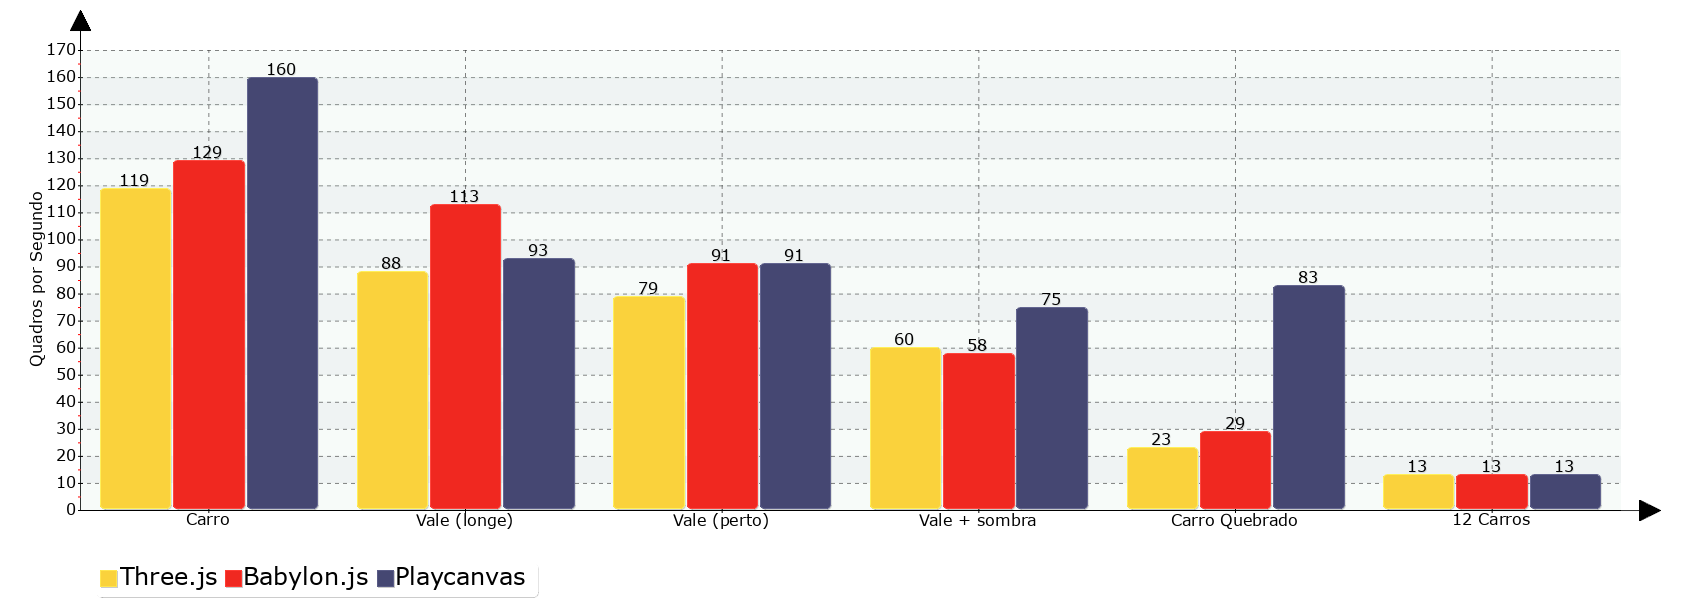 Quadros por Segundo
170
160
150
140
130
120
110
100
90
80
70
60
50
40
30
20
10
0
119 129 160
88 113 93
79 91 91
60 58 75
23 29 83
13 13 13
Carro Vale (longe) Vale (perto) Vale + sombra Carro Quebrado 12 Carros
Three.js Babylon.js Playcanvas